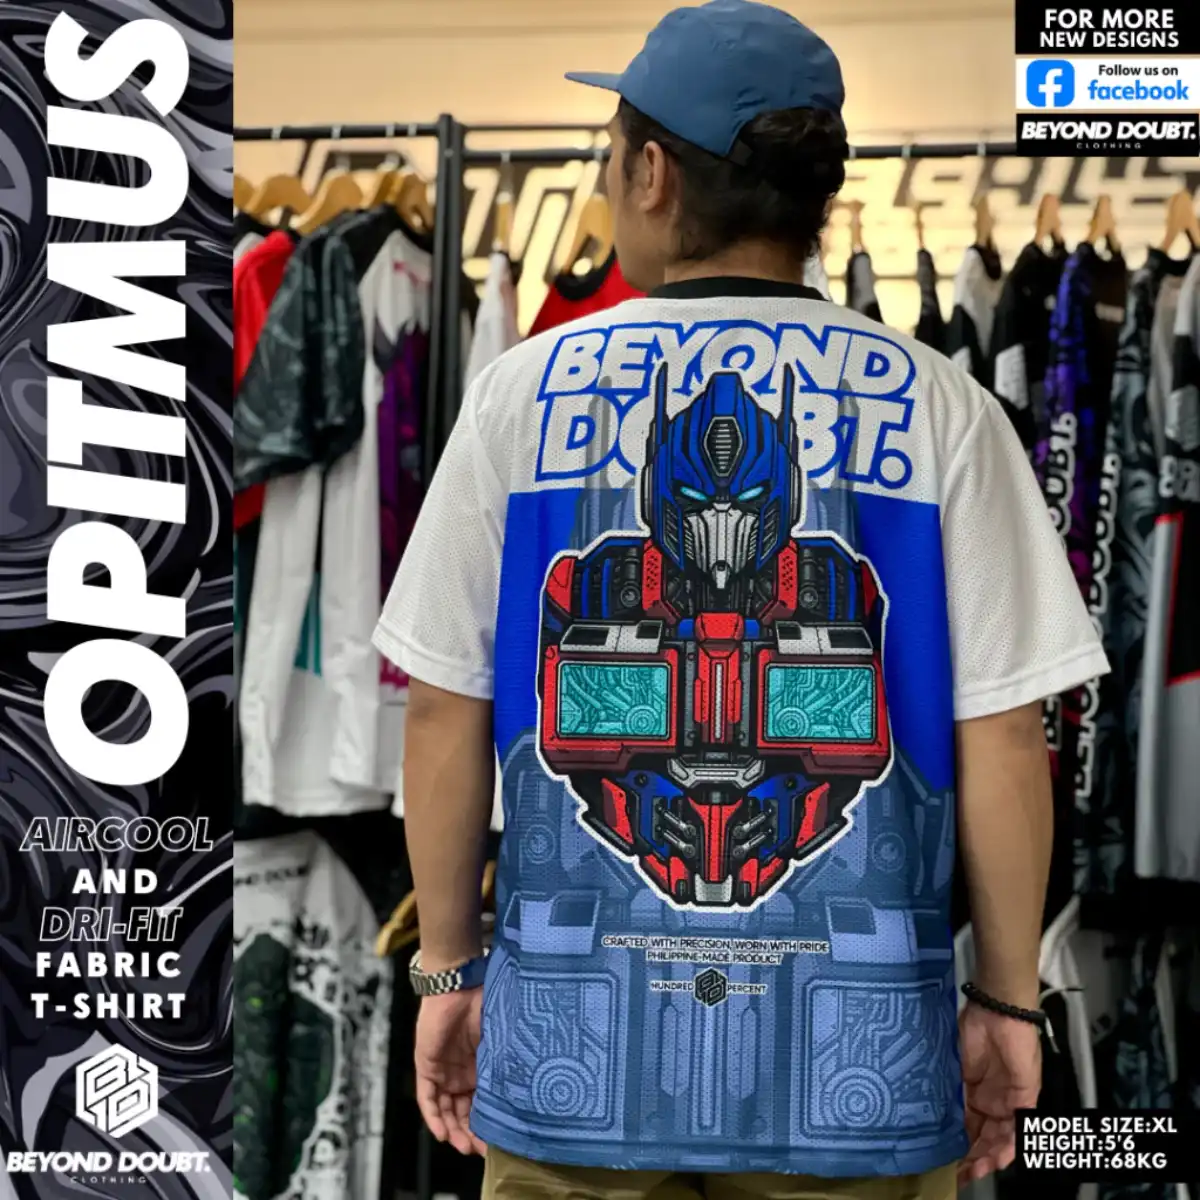 OPITMUS
AIRCOOL
AND
DRI-FIT
FABRIC
T-SHIRT
BEYOND DOUBT.
CLOTHING
FOR MORE
NEW DESIGNS
Follow us on
facebook
BEYOND DOUBT.
CLOTHING
BEYOND
DOUBT.
CRAFTED WITH PRECISION, WORN WITH PRIDE
PHILIPPINE-MADE PRODUCT
HUNDRED PERCENT
MODEL SIZE:XL
HEIGHT:5'6
WEIGHT:68KG